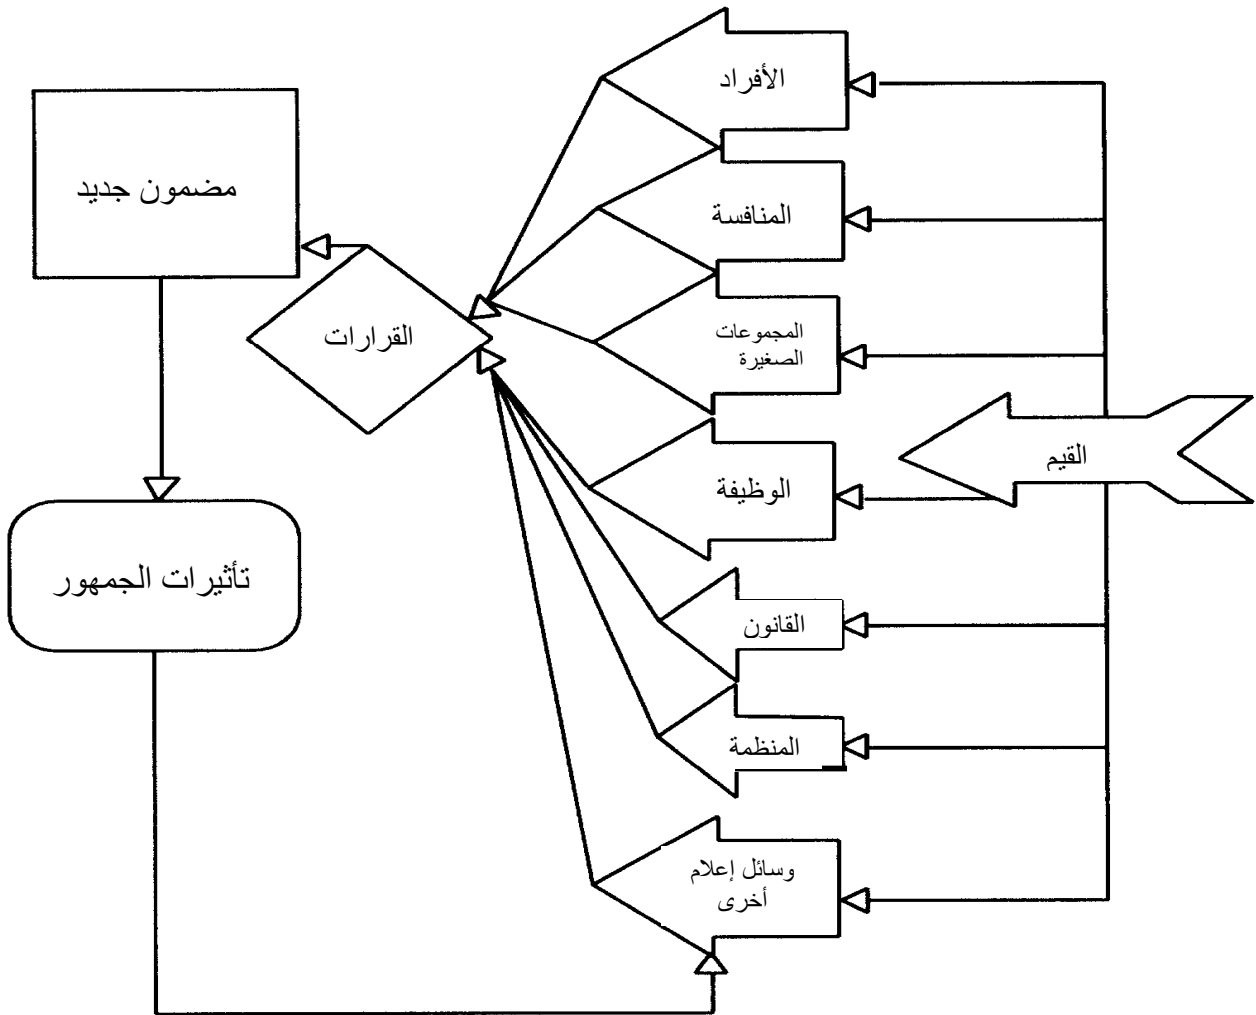 الأفراد
المنافسة
المجموعات
الصغيرة
القيم
الوظيفة
القانون
المنظمة
وسائل إعلام
أخرى
القرارات
مضمون جديد
تأثيرات الجمهور